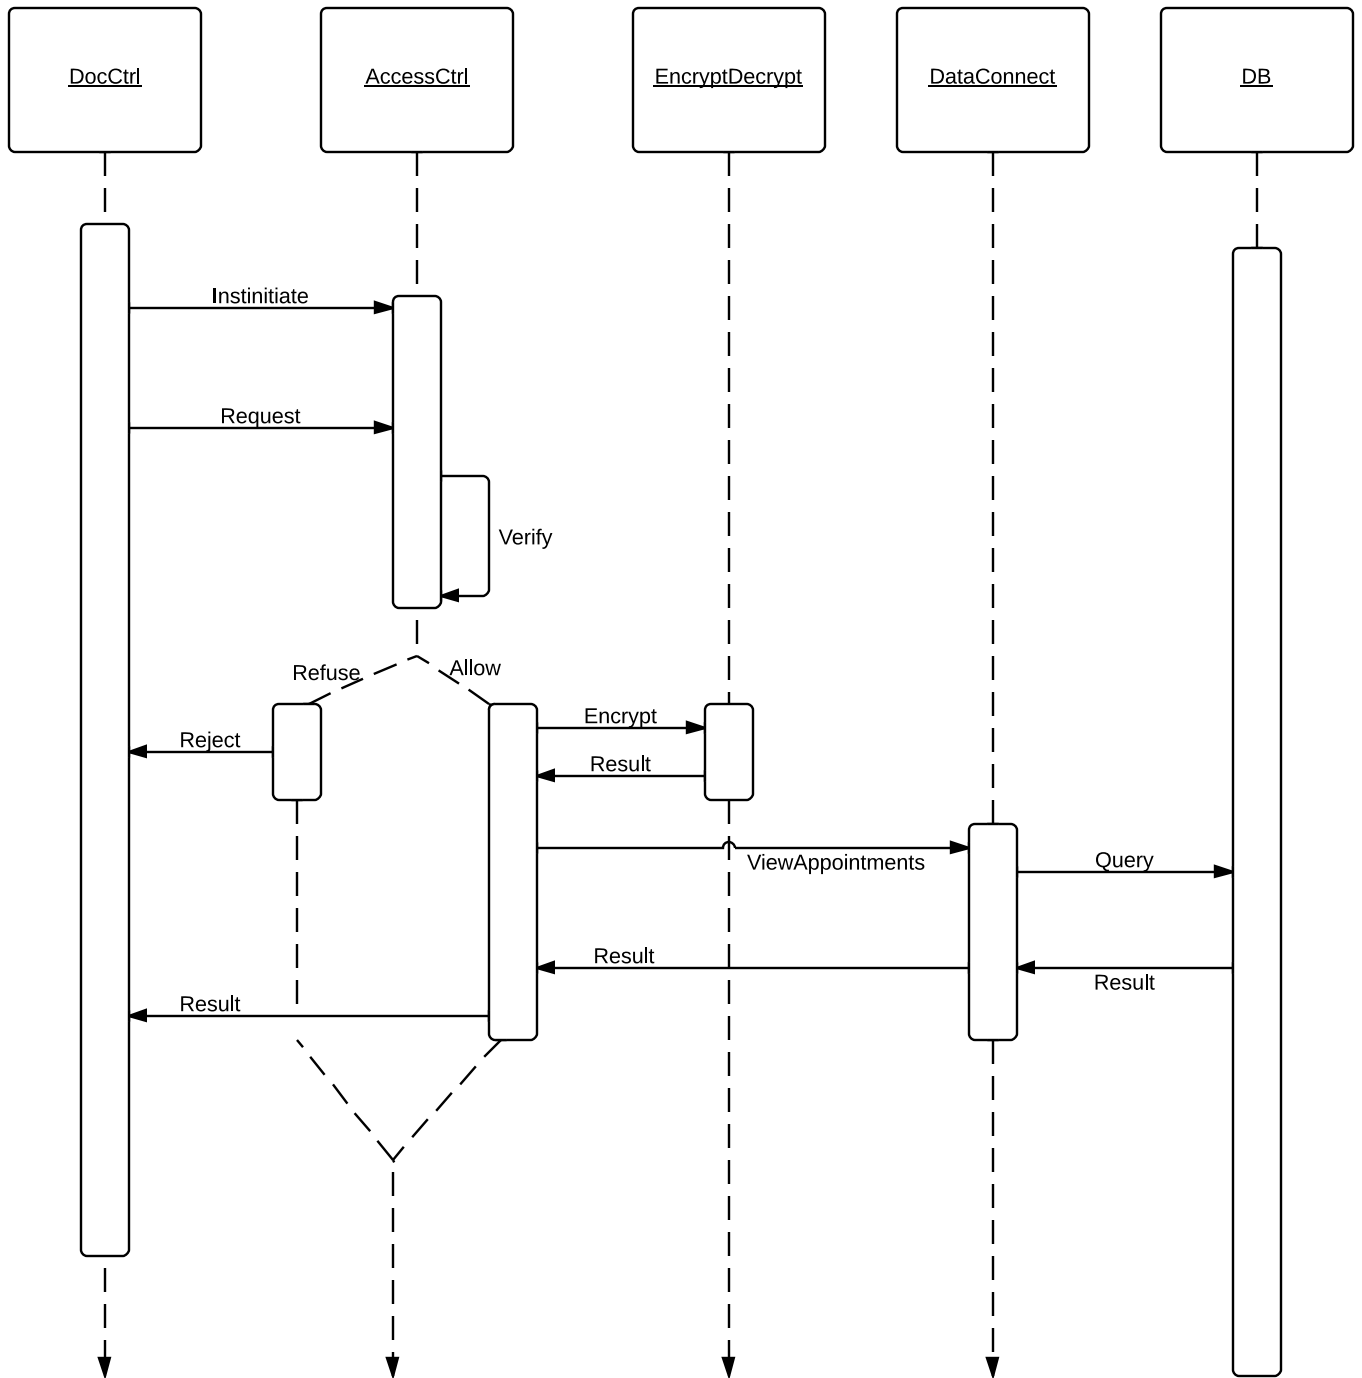 DocCtrl
AccessCtrl
EncryptDecrypt
DataConnect
DB
Instinitiate
Request
Verify
Refuse
Allow
Encrypt
Reject
Result
ViewAppointments
Query
Result
Result
Result